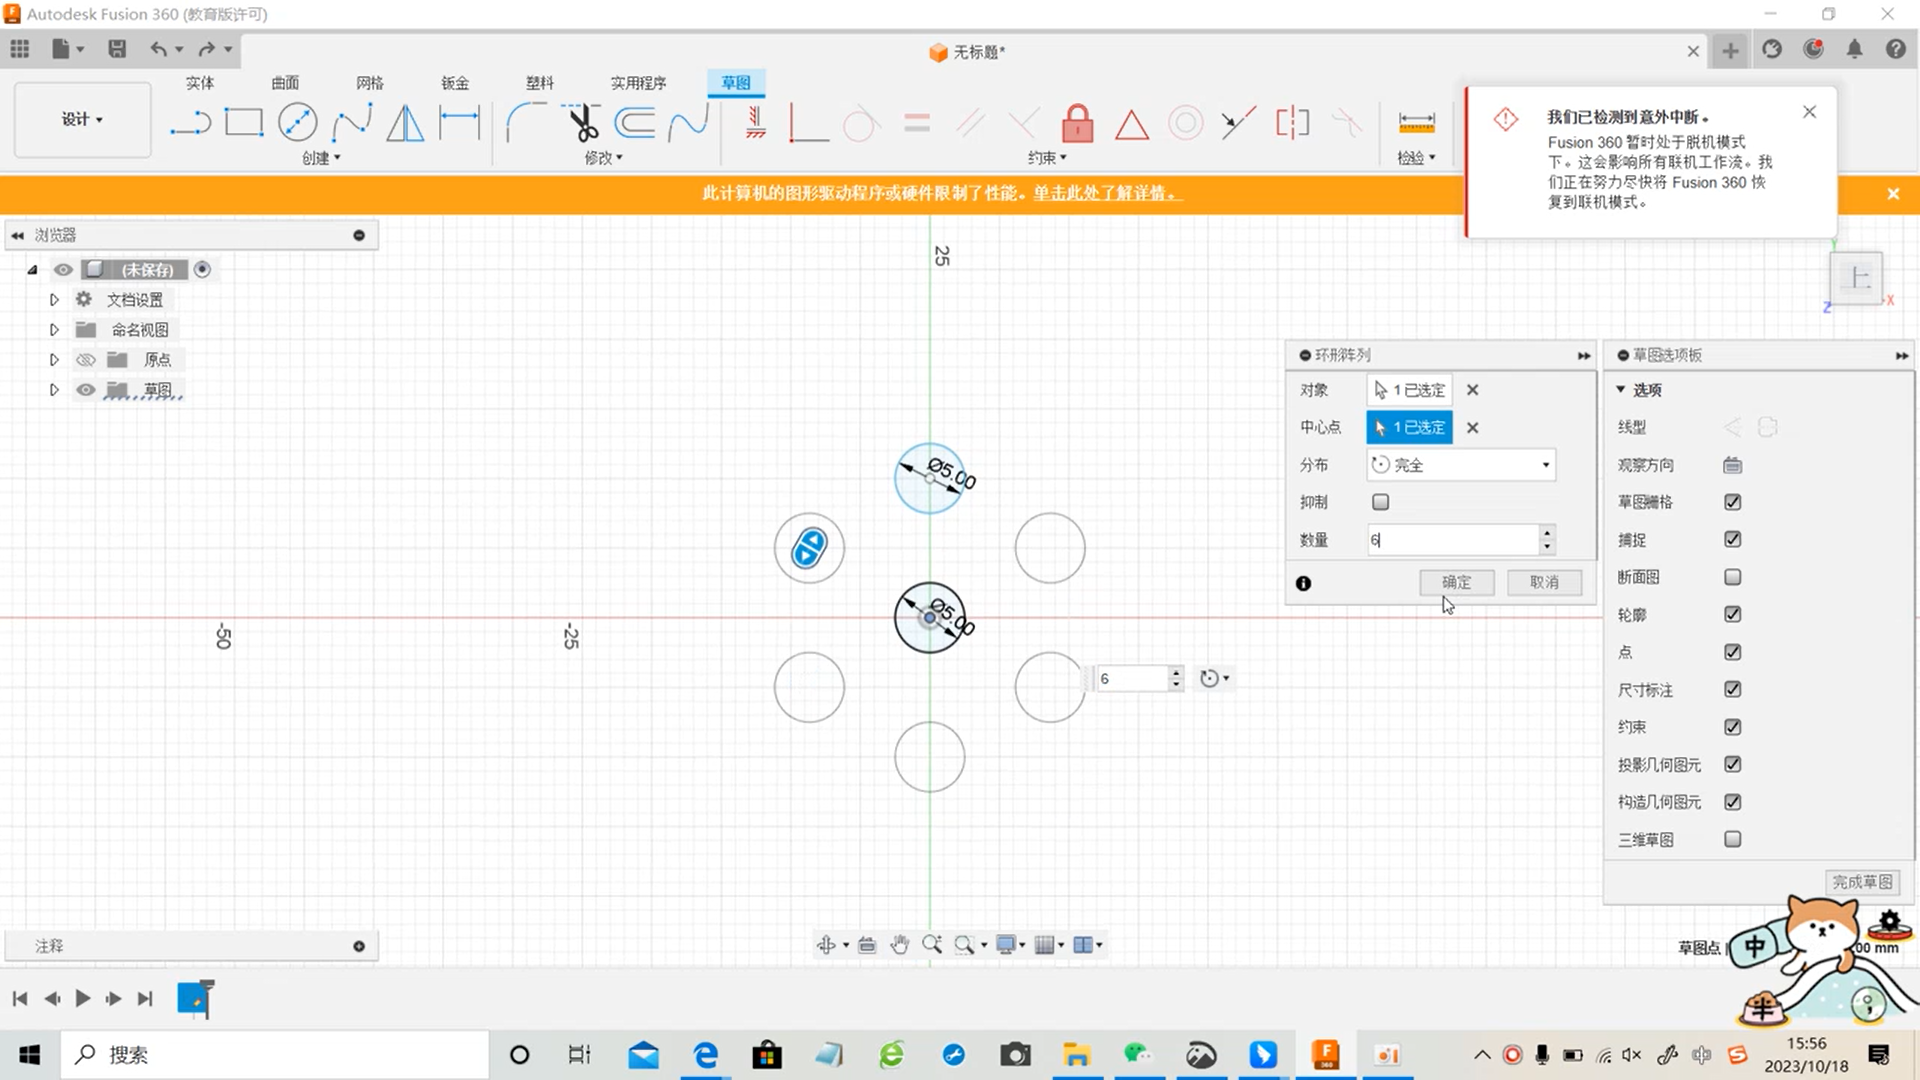 Autodesk Fusion 360 (教育版许可)
无标题*
实体
曲面
网格
钣金
塑料
实用程序
草图
设计
创建
修改
约束
检验
我们已检测到意外中断。
Fusion 360 暂时处于脱机模式
下。这会影响所有联机工作流。我
们正在努力尽快将 Fusion 360 恢
复到联机模式。
此计算机的图形驱动程序或硬件限制了性能。单击此处了解详情。
浏览器
(未保存)
文档设置
命名视图
原点
草图
25
-50
-25
Ø5.00
Ø5.00
6
环形阵列
对象
1 已选定
中心点
1 已选定
分布
完全
抑制
数量
6
确定
取消
草图选项板
选项
线型
观察方向
草图栅格
捕捉
断面图
轮廓
点
尺寸标注
约束
投影几何图元
构造几何图元
三维草图
完成草图
Y
X
Z
上
注释
草图点
00 mm
中
半
搜索
F
360
中
15:56
2023/10/18